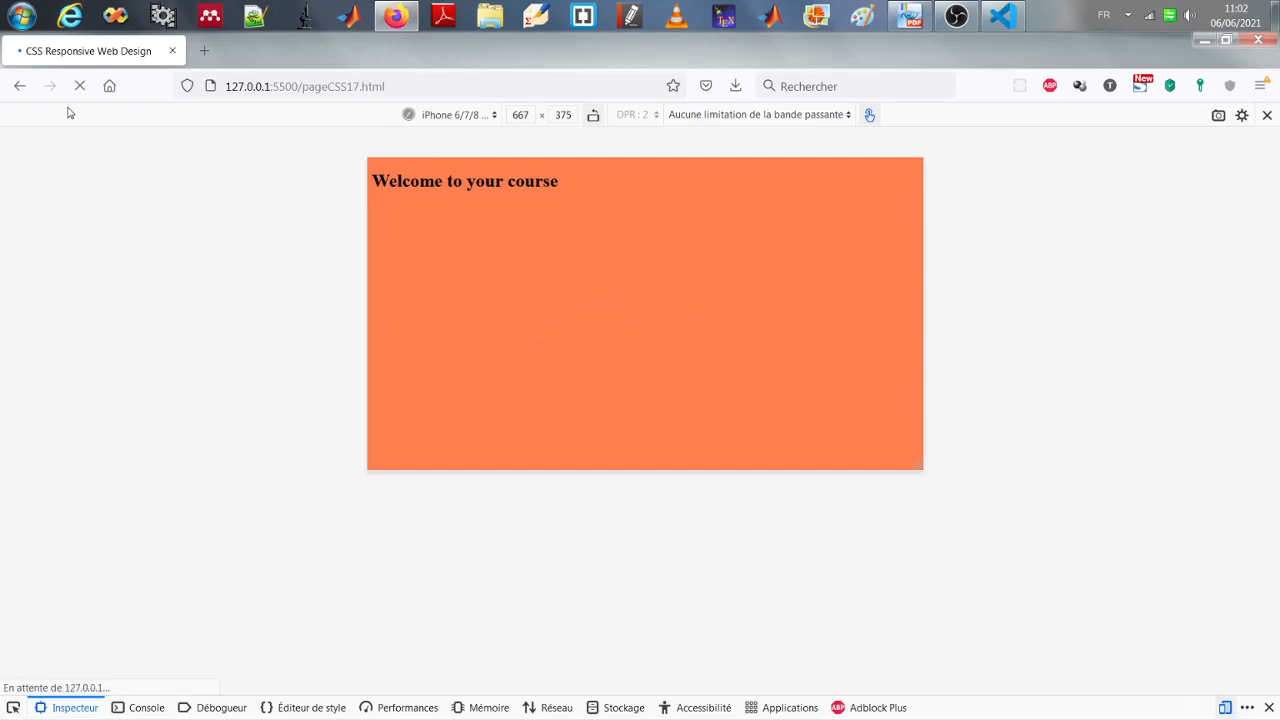 FR
11:02
06/06/2021
CSS Responsive Web Design
127.0.0.1:5500/pageCSS17.html
Rechercher
ABP
T
New
iPhone 6/7/8 ...
667 × 375
DPR : 2
Aucune limitation de la bande passante
Welcome to your course
En attente de 127.0.0.1...
Inspecteur
Console
Débogueur
Éditeur de style
Performances
Mémoire
Réseau
Stockage
Accessibilité
Applications
ABP
Adblock Plus